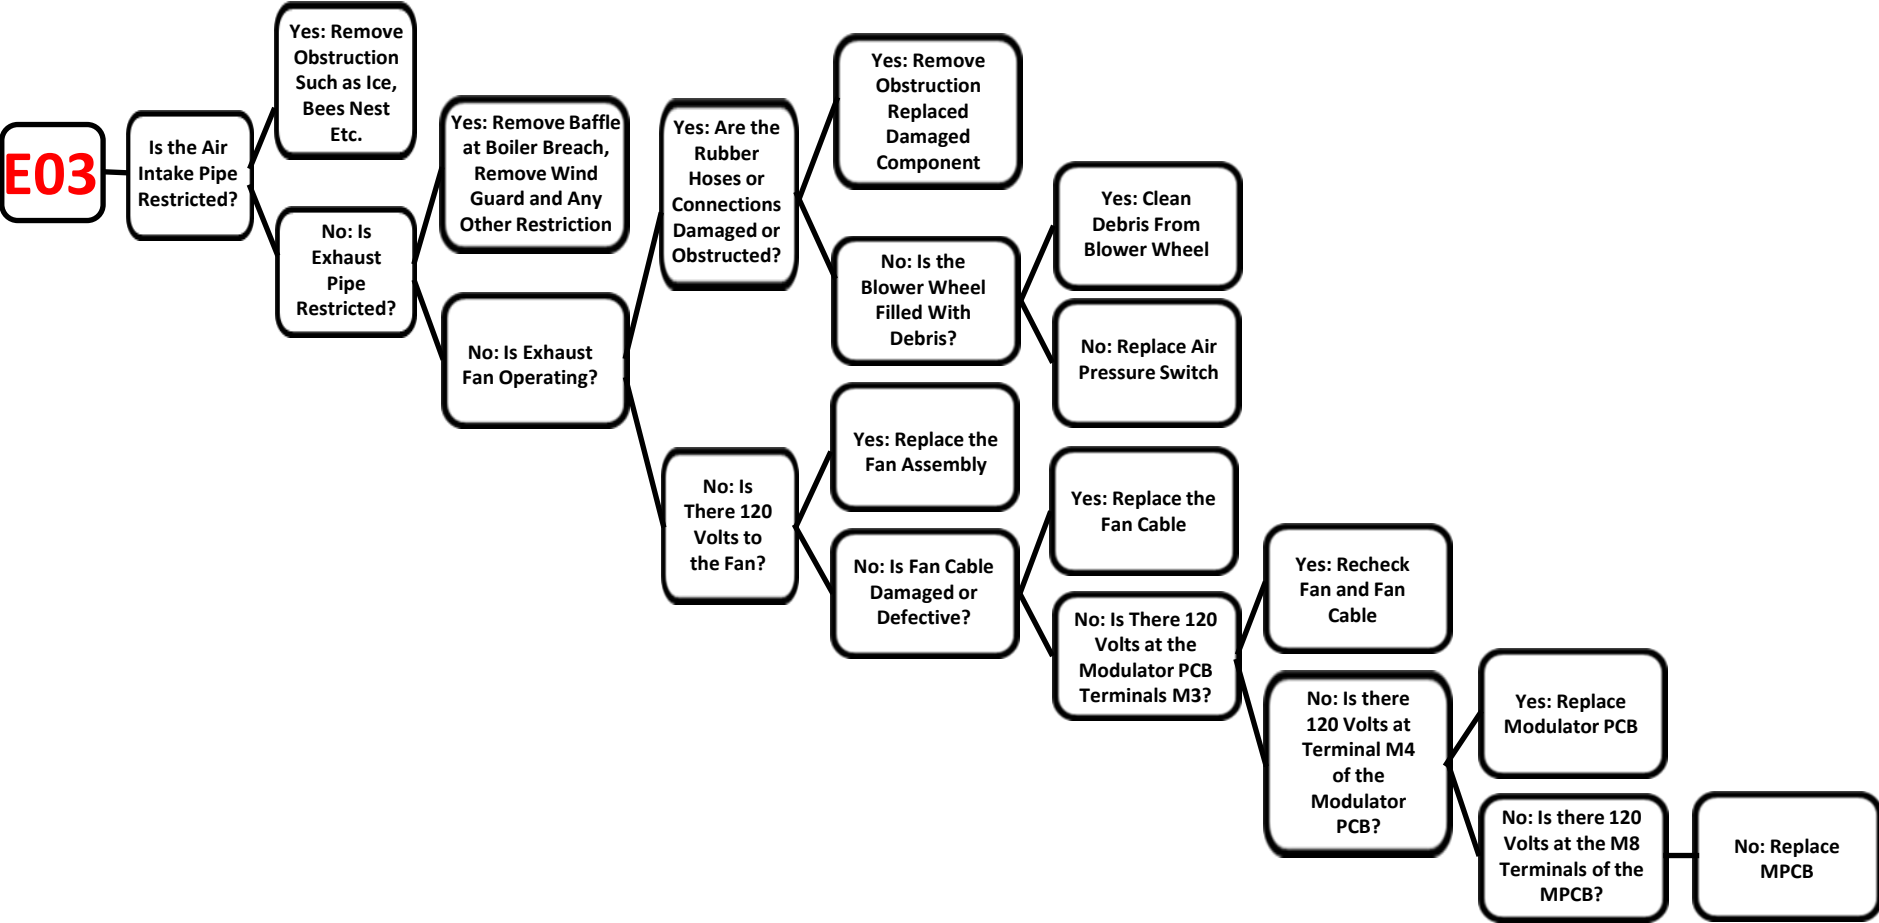 E03
Is the Air
Intake Pipe
Restricted?
Yes: Remove
Obstruction
Such as Ice,
Bees Nest
Etc.
No: Is
Exhaust
Pipe
Restricted?
Yes: Remove Baffle
at Boiler Breach,
Remove Wind
Guard and Any
Other Restriction
No: Is Exhaust
Fan Operating?
Yes: Are the
Rubber
Hoses or
Connections
Damaged or
Obstructed?
Yes: Remove
Obstruction
Replaced
Damaged
Component
No: Is the
Blower Wheel
Filled With
Debris?
Yes: Clean
Debris From
Blower Wheel
No: Replace Air
Pressure Switch
No: Is
There 120
Volts to
the Fan?
Yes: Replace the
Fan Assembly
No: Is Fan Cable
Damaged or
Defective?
Yes: Replace the
Fan Cable
No: Is There 120
Volts at the
Modulator PCB
Terminals M3?
Yes: Recheck
Fan and Fan
Cable
No: Is there
120 Volts at
Terminal M4
of the
Modulator
PCB?
Yes: Replace
Modulator PCB
No: Is there 120
Volts at the M8
Terminals of the
MPCB?
No: Replace
MPCB